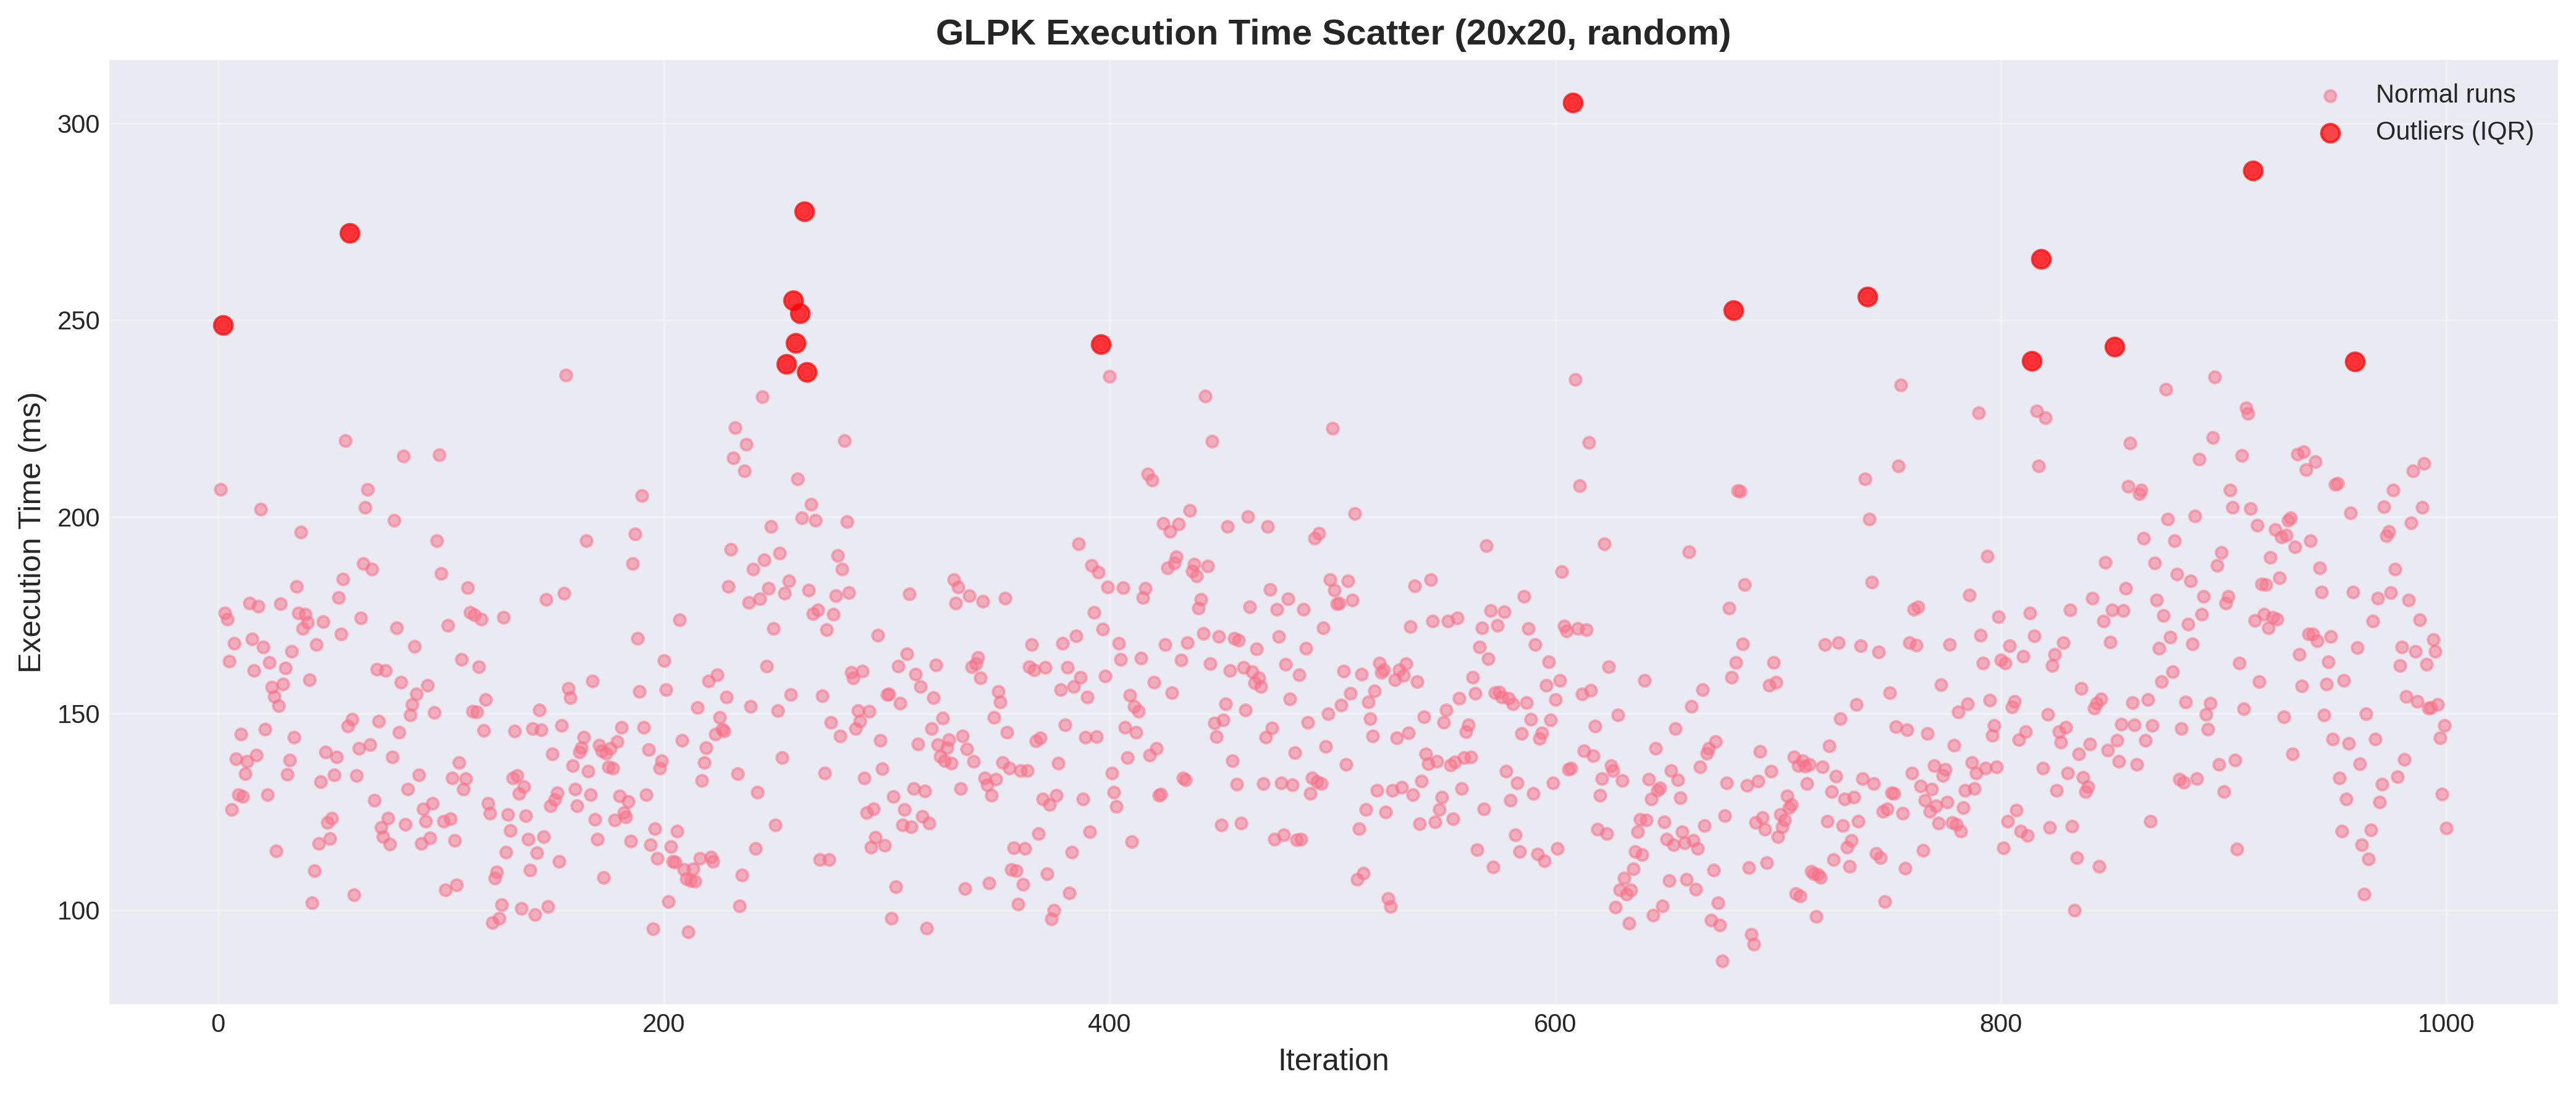 GLPK Execution Time Scatter (20x20, random)
Normal runs
Outliers (IQR)
Execution Time (ms)
300
250
200
150
100
0
200
400
600
800
1000
Iteration